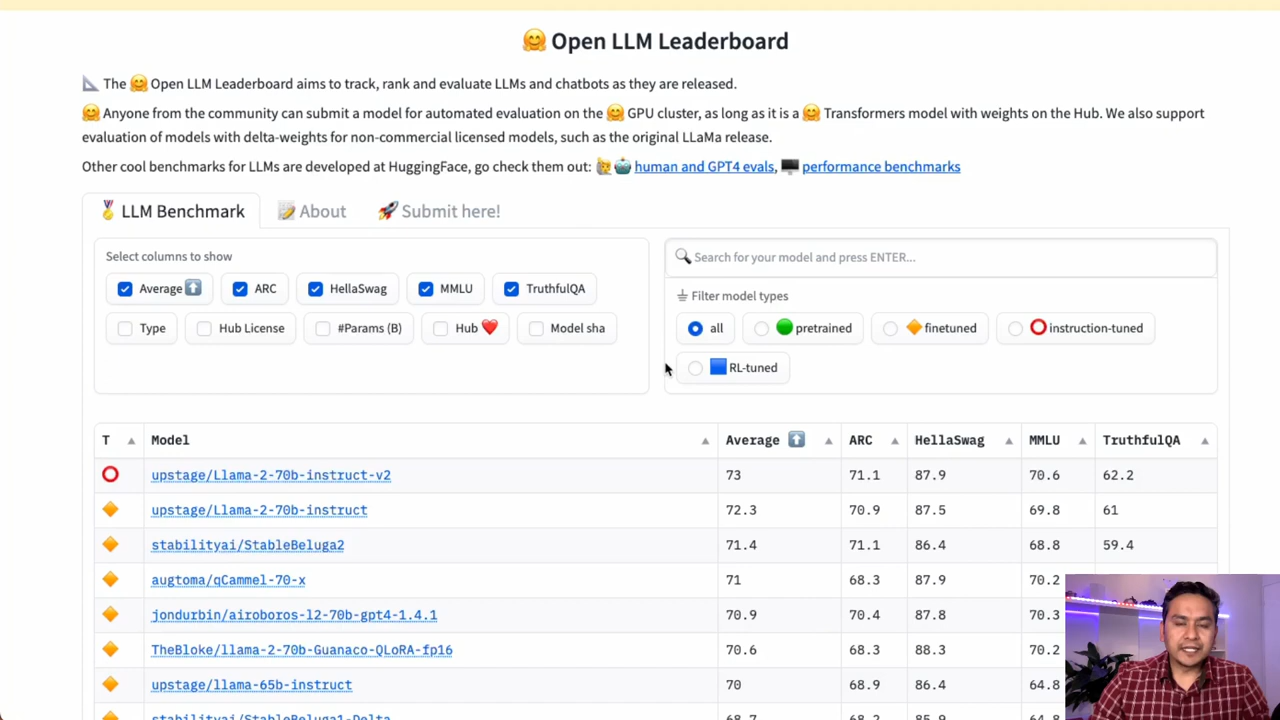 🤗 Open LLM Leaderboard
📐 The 🤗 Open LLM Leaderboard aims to track, rank and evaluate LLMs and chatbots as they are released.
🤗 Anyone from the community can submit a model for automated evaluation on the 🤗 GPU cluster, as long as it is a 🤗 Transformers model with weights on the Hub. We also support
evaluation of models with delta-weights for non-commercial licensed models, such as the original LLaMa release.
Other cool benchmarks for LLMs are developed at HuggingFace, go check them out: 🙋🤖 human and GPT4 evals, 🖥️ performance benchmarks
🏅 LLM Benchmark 📝 About 🚀 Submit here!
Select columns to show
Average ⬆️ ARC HellaSwag MMLU TruthfulQA
Type Hub License #Params (B) Hub ❤️ Model sha
🔍 Search for your model and press ENTER...
⏚ Filter model types
all 🟢 pretrained 🔶 finetuned ⭕ instruction-tuned
🟦 RL-tuned
T Model Average ⬆️ ARC HellaSwag MMLU TruthfulQA
⭕ upstage/Llama-2-70b-instruct-v2 73 71.1 87.9 70.6 62.2
🔶 upstage/Llama-2-70b-instruct 72.3 70.9 87.5 69.8 61
🔶 stabilityai/StableBeluga2 71.4 71.1 86.4 68.8 59.4
🔶 augtoma/qCammel-70-x 71 68.3 87.9 70.2
🔶 jondurbin/airoboros-l2-70b-gpt4-1.4.1 70.9 70.4 87.8 70.3
🔶 TheBloke/llama-2-70b-Guanaco-QLoRA-fp16 70.6 68.3 88.3 70.2
🔶 upstage/llama-65b-instruct 70 68.9 86.4 64.8
🔶 stabilityai/StableBeluga1-Delta 68.7 68.2 85.9 64.8